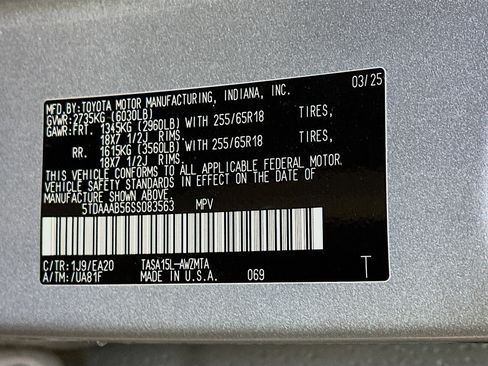 MFD. BY: TOYOTA MOTOR MANUFACTURING, INDIANA, INC. 03/25
GVWR: 2735KG (6030LB)
GAWR: FRT. 1345KG (2960LB) WITH 255/65R18 TIRES,
18X7 1/2J RIMS.
RR. 1615KG (3560LB) WITH 255/65R18 TIRES,
18X7 1/2J RIMS.
THIS VEHICLE CONFORMS TO ALL APPLICABLE FEDERAL MOTOR
VEHICLE SAFETY STANDARDS IN EFFECT ON THE DATE OF
MANUFACTURE SHOWN ABOVE.
5TDAAAB56SS083563 MPV
C/TR: 1J9/EA20 TASA15L-AWZMTA
A/TM: /UA81F MADE IN U.S.A. 069 T